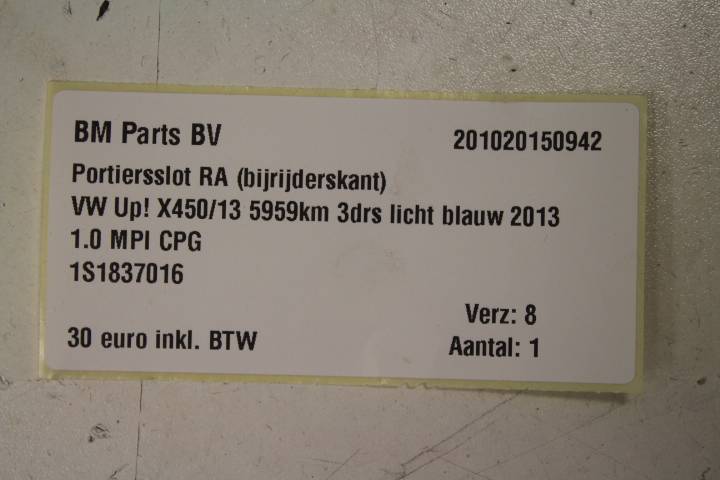 BM Parts BV 201020150942
Portiersslot RA (bijrijderskant)
VW Up! X450/13 5959km 3drs licht blauw 2013
1.0 MPI CPG
1S1837016
Verz: 8
30 euro inkl. BTW Aantal: 1